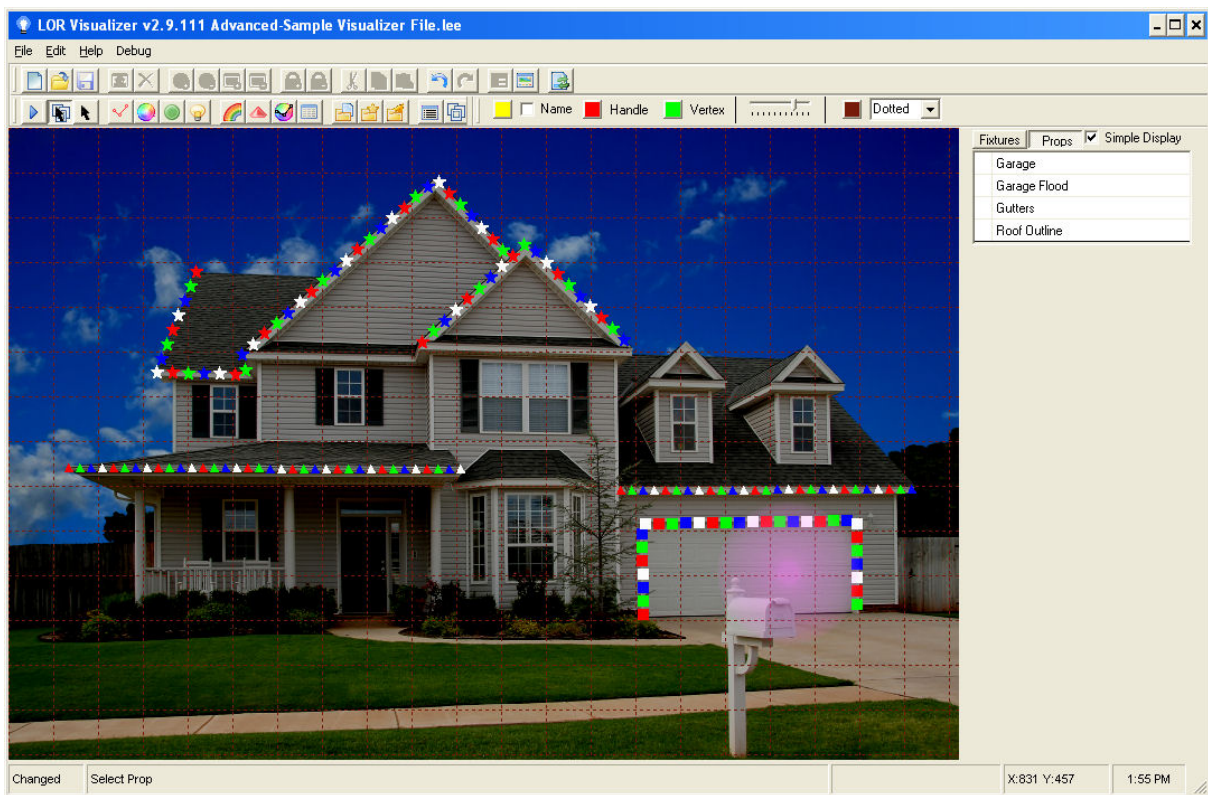 LOR Visualizer v2.9.111 Advanced-Sample Visualizer File.lee
File Edit Help Debug
Name Handle Vertex Dotted
Fixtures Props Simple Display
Garage
Garage Flood
Gutters
Roof Outline
Changed Select Prop X:831 Y:457 1:55 PM